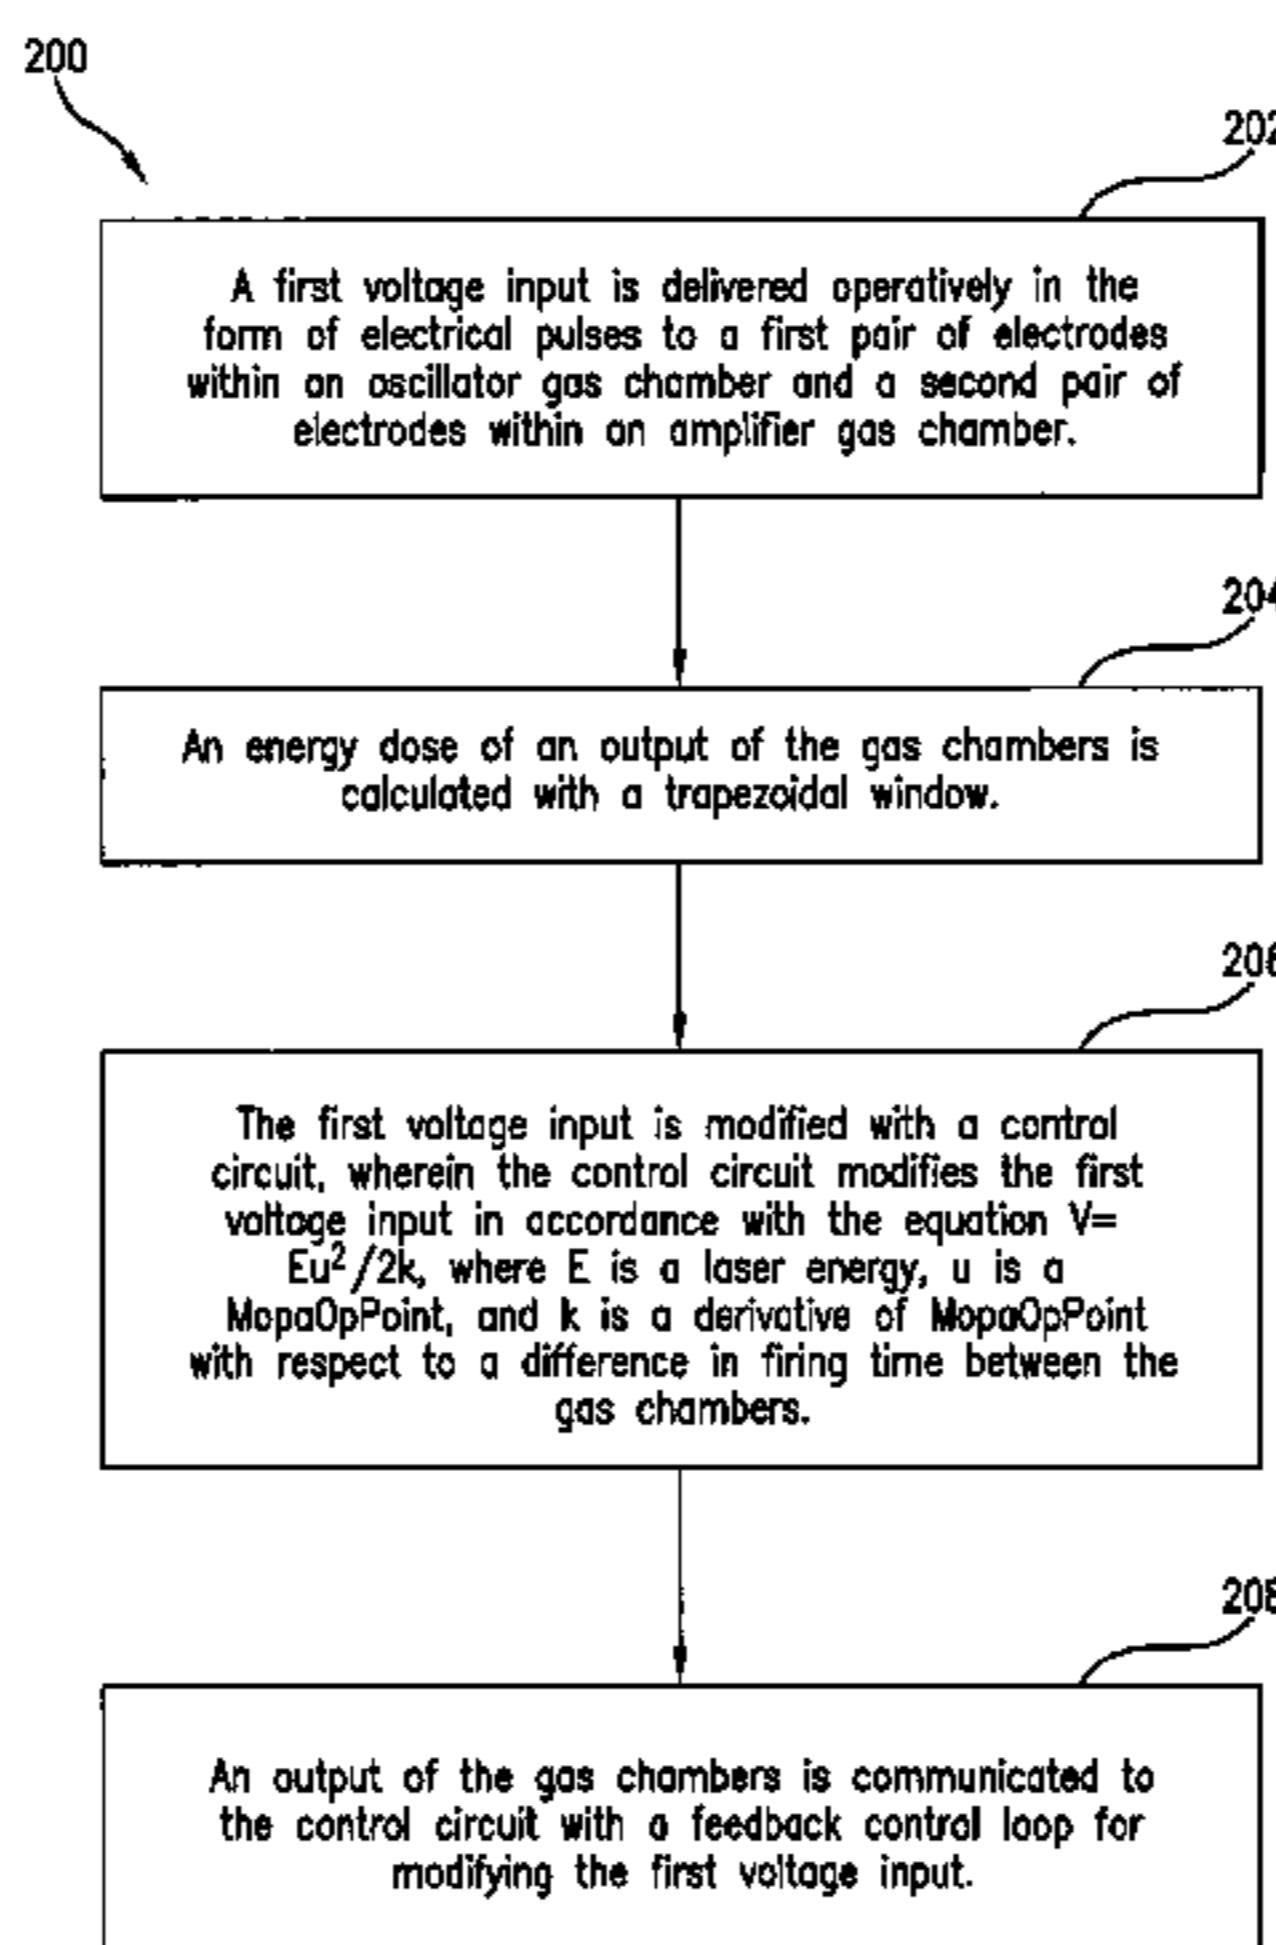 200
202
A first voltage input is delivered operatively in the
form of electrical pulses to a first pair of electrodes
within an oscillator gas chamber and a second pair of
electrodes within an amplifier gas chamber.
204
An energy dose of an output of the gas chambers is
calculated with a trapezoidal window.
206
The first voltage input is modified with a control
circuit, wherein the control circuit modifies the first
voltage input in accordance with the equation V=
Eu²/2k, where E is a laser energy, u is a
MopaOpPoint, and k is a derivative of MopaOpPoint
with respect to a difference in firing time between the
gas chambers.
208
An output of the gas chambers is communicated to
the control circuit with a feedback control loop for
modifying the first voltage input.